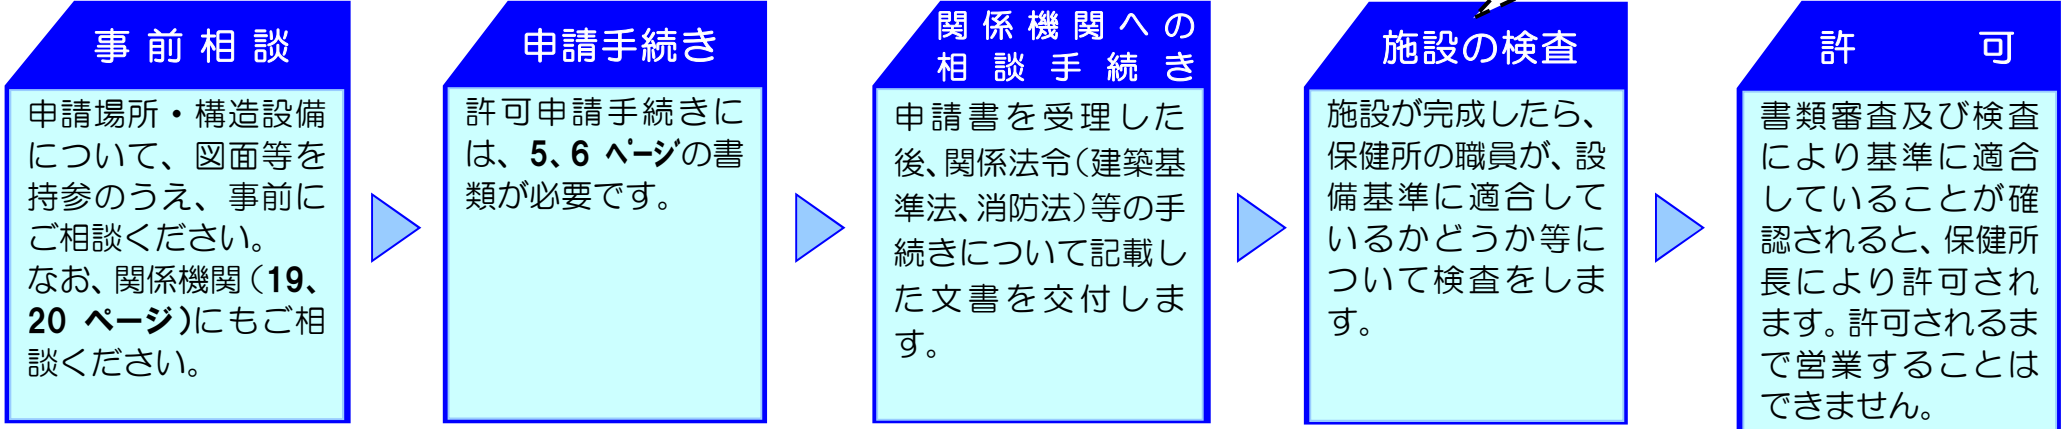 事前相談
申請場所・構造設備
について、図面等を
持参のうえ、事前に
ご相談ください。
なお、関係機関（19、
20 ページ)にもご相
談ください。
申請手続き
許可申請手続きに
は、5、6 ページの書
類が必要です。
関係機関への
相談手続き
申請書を受理した
後、関係法令（建築基
準法、消防法）等の手
続きについて記載し
た文書を交付しま
す。
施設の検査
施設が完成したら、
保健所の職員が、設
備基準に適合して
いるかどうか等に
ついて検査をしま
す。
許可
書類審査及び検査
により基準に適合
していることが確
認されると、保健所
長により許可され
ます。許可されるま
で営業することは
できません。